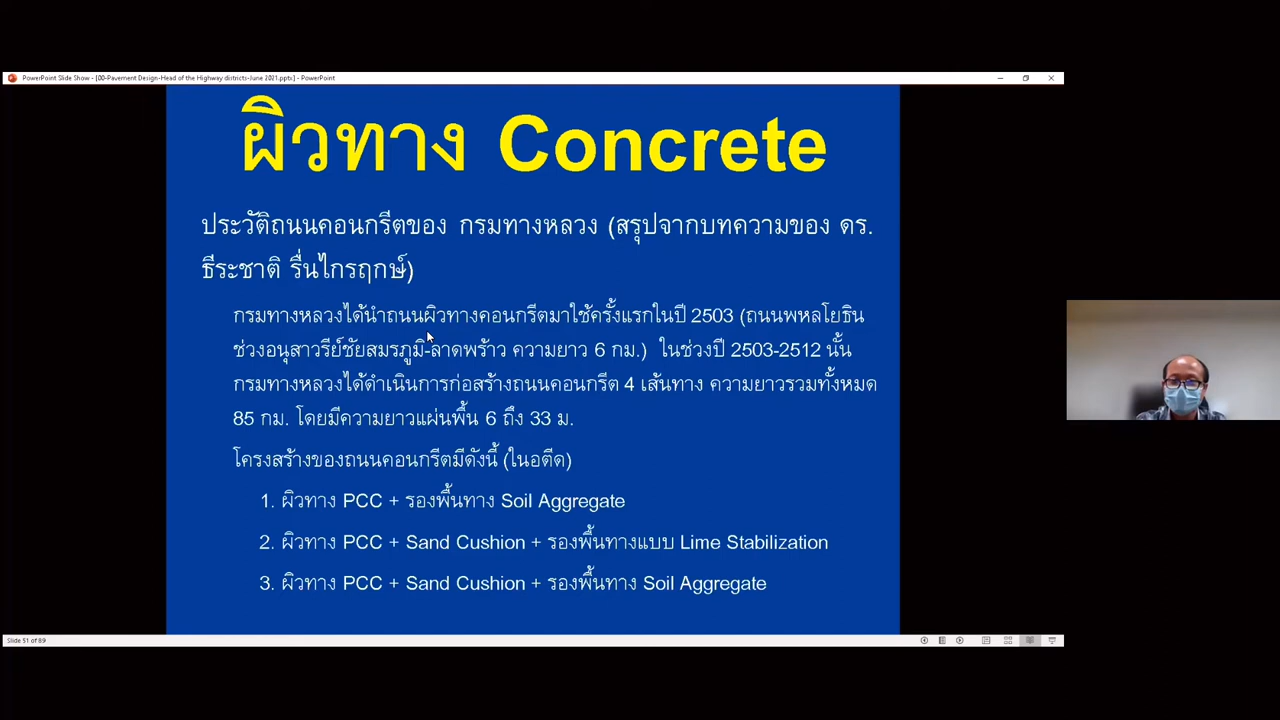 PowerPoint Slide Show - [00-Pavement Design-Head of the Highway districts-June 2021.pptx] - PowerPoint
ผิวทาง Concrete
ประวัติถนนคอนกรีตของ กรมทางหลวง (สรุปจากบทความของ ดร.
ธีระชาติ รื่นไกรฤกษ์)
กรมทางหลวงได้นำถนนผิวทางคอนกรีตมาใช้ครั้งแรกในปี 2503 (ถนนพหลโยธิน
ช่วงอนุสาวรีย์ชัยสมรภูมิ-ลาดพร้าว ความยาว 6 กม.) ในช่วงปี 2503-2512 นั้น
กรมทางหลวงได้ดำเนินการก่อสร้างถนนคอนกรีต 4 เส้นทาง ความยาวรวมทั้งหมด
85 กม. โดยมีความยาวแผ่นพื้น 6 ถึง 33 ม.
โครงสร้างของถนนคอนกรีตมีดังนี้ (ในอตีด)
1. ผิวทาง PCC + รองพื้นทาง Soil Aggregate
2. ผิวทาง PCC + Sand Cushion + รองพื้นทางแบบ Lime Stabilization
3. ผิวทาง PCC + Sand Cushion + รองพื้นทาง Soil Aggregate
Slide 51 of 89